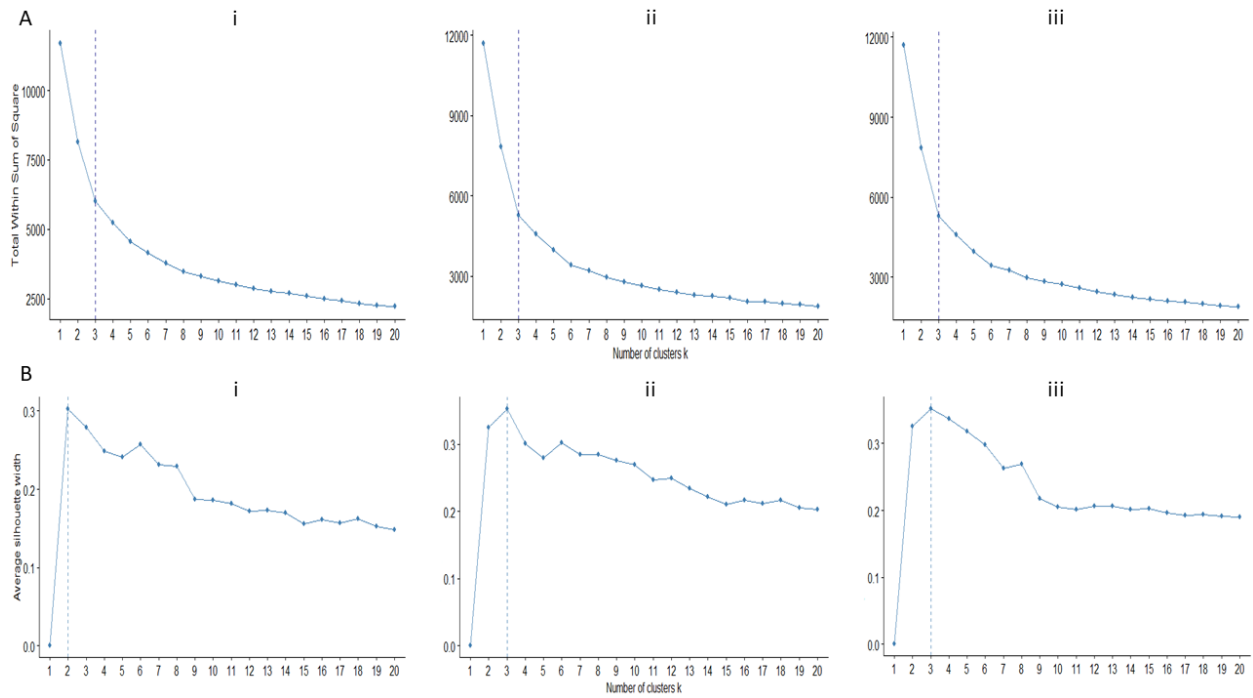 A
i
ii
iii
Total Within Sum of Square
10000
7500
5000
2500
1 2 3 4 5 6 7 8 9 10 11 12 13 14 15 16 17 18 19 20
12000
9000
6000
3000
1 2 3 4 5 6 7 8 9 10 11 12 13 14 15 16 17 18 19 20
12000
9000
6000
3000
1 2 3 4 5 6 7 8 9 10 11 12 13 14 15 16 17 18 19 20
Number of clusters k
B
i
ii
iii
Average silhouette width
0.3
0.2
0.1
0.0
1 2 3 4 5 6 7 8 9 10 11 12 13 14 15 16 17 18 19 20
0.3
0.2
0.1
0.0
1 2 3 4 5 6 7 8 9 10 11 12 13 14 15 16 17 18 19 20
0.3
0.2
0.1
0.0
1 2 3 4 5 6 7 8 9 10 11 12 13 14 15 16 17 18 19 20
Number of clusters k